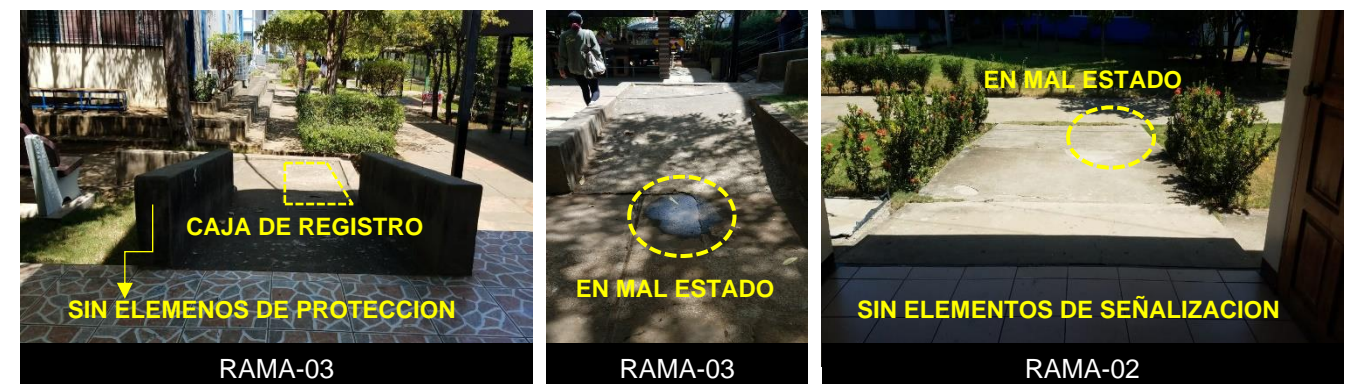 CAJA DE REGISTRO
SIN ELEMENOS DE PROTECCION
RAMA-03
EN MAL ESTADO
RAMA-03
EN MAL ESTADO
SIN ELEMENTOS DE SEÑALIZACION
RAMA-02